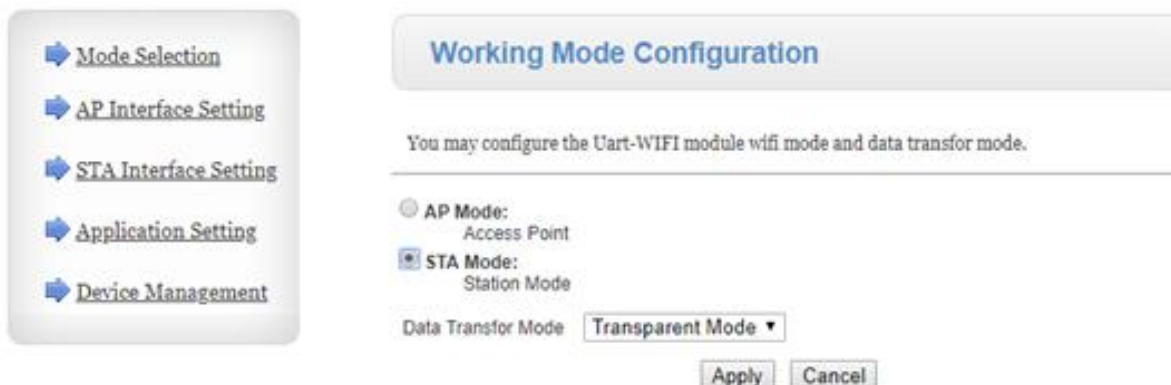 Mode Selection
AP Interface Setting
STA Interface Setting
Application Setting
Device Management
Working Mode Configuration
You may configure the Uart-WIFI module wifi mode and data transfor mode.
AP Mode:
Access Point
STA Mode:
Station Mode
Data Transfor Mode Transparent Mode
Apply Cancel